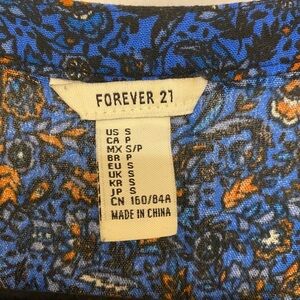 FOREVER 21
US S
CA P
MX S/P
BR P
EU S
UK S
KR S
JP S
CN 160/84A
MADE IN CHINA